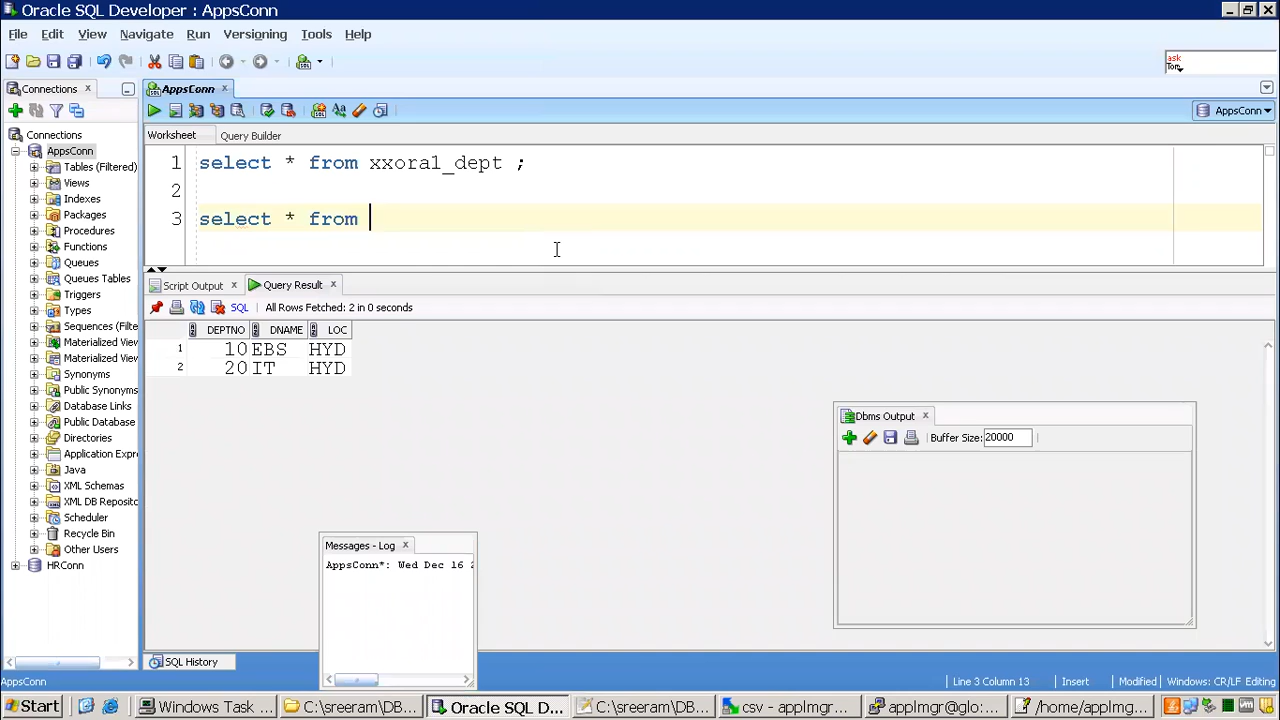 Oracle SQL Developer : AppsConn
File Edit View Navigate Run Versioning Tools Help
ask
Tom
Connections
AppsConn
AppsConn
Worksheet Query Builder
1 select * from xxoral_dept ;
2
3 select * from
Connections
AppsConn
Tables (Filtered)
Views
Indexes
Packages
Procedures
Functions
Queues
Queues Tables
Triggers
Types
Sequences (Filte
Materialized View
Materialized View
Synonyms
Public Synonyms
Database Links
Public Database
Directories
Application Expre
Java
XML Schemas
XML DB Reposito
Scheduler
Recycle Bin
Other Users
HRConn
Script Output Query Result
SQL All Rows Fetched: 2 in 0 seconds
DEPTNO DNAME LOC
1 10 EBS HYD
2 20 IT HYD
Dbms Output
Buffer Size: 20000
Messages - Log
AppsConn*: Wed Dec 16
SQL History
AppsConn
Line 3 Column 13 Insert Modified Windows: CR/LF Editing
Start Windows Task ... C:\sreeram\DB... Oracle SQL D... C:\sreeram\DB... csv - applmgr... applmgr@glo... /home/applmg...